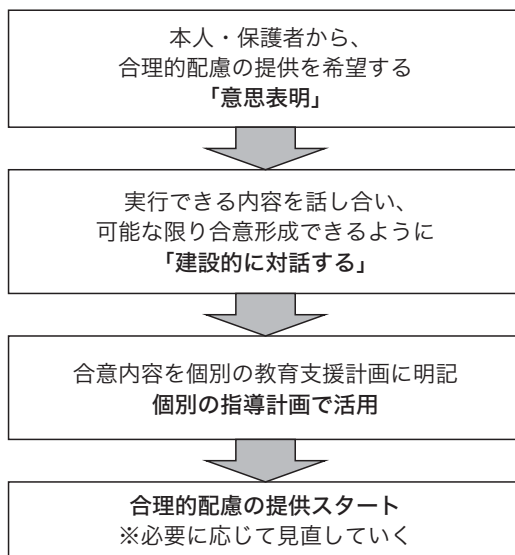 本人・保護者から、
合理的配慮の提供を希望する
「意思表明」
実行できる内容を話し合い、
可能な限り合意形成できるように
「建設的に対話する」
合意内容を個別の教育支援計画に明記
個別の指導計画で活用
合理的配慮の提供スタート
※必要に応じて見直していく